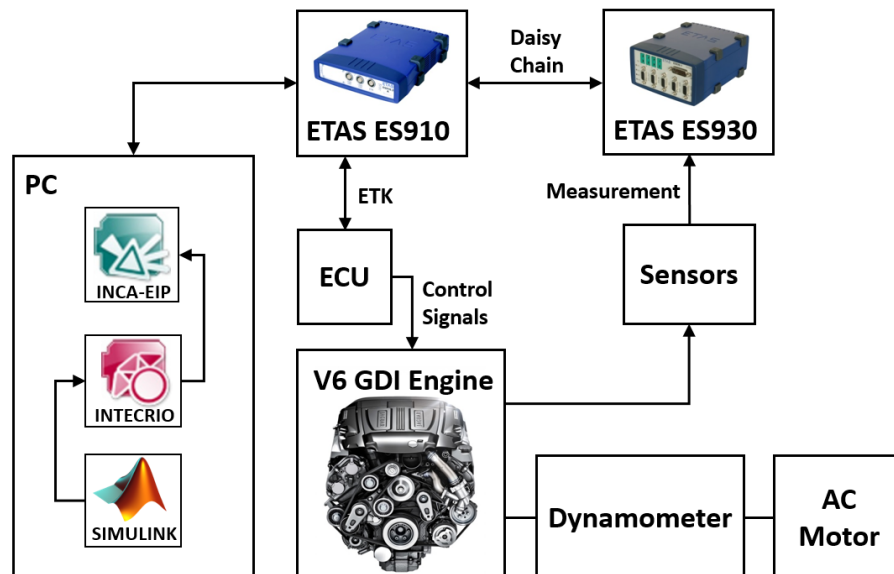 Daisy
Chain
ETAS ES910
ETAS
ETAS ES930
PC
ETK
Measurement
INCA-EIP
ECU
Control
Signals
Sensors
INTECRIO
V6 GDI Engine
SIMULINK
Dynamometer
AC
Motor